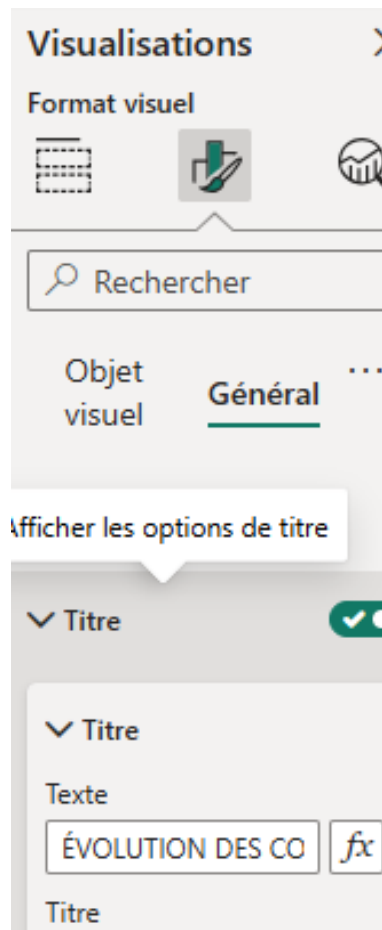 Visualisations
Format visuel
Rechercher
Objet
visuel
Général
...
Afficher les options de titre
Titre
Titre
Texte
ÉVOLUTION DES CO
fx
Titre